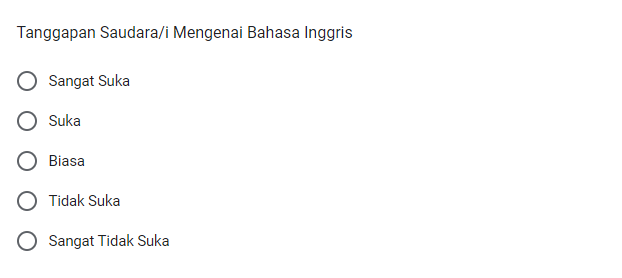 Tanggapan Saudara/i Mengenai Bahasa Inggris
Sangat Suka
Suka
Biasa
Tidak Suka
Sangat Tidak Suka